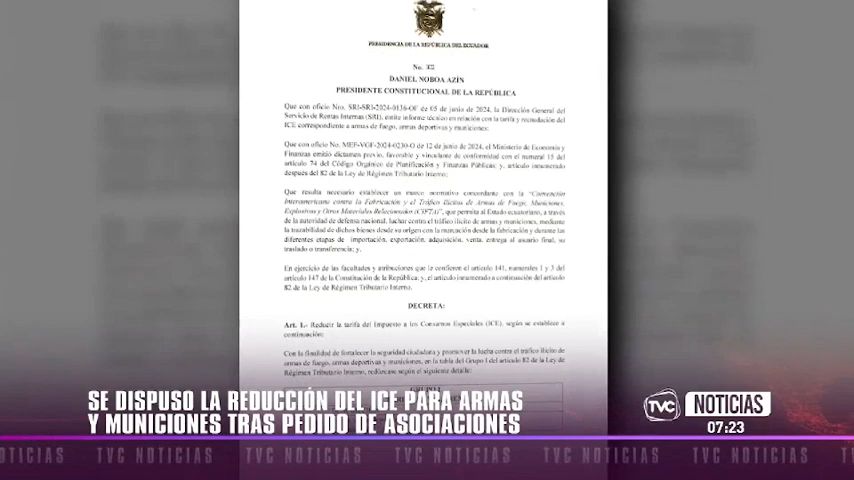 PRESIDENCIA DE LA REPÚBLICA DEL ECUADOR
DANIEL NOBOA AZÍN
PRESIDENTE CONSTITUCIONAL DE LA REPÚBLICA
Que con oficio Nro. SRI-SRI-2024-0136-OF de 05 de junio de 2024, la Dirección General del
Servicio de Rentas Internas (SRI), emite informe técnico en relación con la tarifa y recaudación del
ICE correspondiente a armas de fuego, armas deportivas y municiones;
Que con oficio No. MEF-VGF-2024-0230-O de 12 de junio de 2024, el Ministerio de Economía y
Finanzas emitió dictamen previo, favorable y vinculante de conformidad con el numeral 15 del
artículo 74 del Código Orgánico de Planificación y Finanzas Públicas; y, artículo innumerado
después del 82 de la Ley de Régimen Tributario Interno;
Que resulta necesario establecer un marco normativo concordante con la "Convención
Interamericana contra la Fabricación y el Tráfico Ilícitos de Armas de Fuego, Municiones,
Explosivos y Otros Materiales Relacionados (CIFTA)", que permita al Estado ecuatoriano, a través
de la autoridad de defensa nacional, luchar contra el tráfico ilícito de armas y municiones, mediante
la trazabilidad de dichos bienes desde su origen con la marcación desde la fabricación y durante las
diferentes etapas de importación, exportación, adquisición, venta, entrega al usuario final, su
traslado o transferencia; y,
En ejercicio de las facultades y atribuciones que le confieren el artículo 141, numerales 1 y 3 del
artículo 147 de la Constitución de la República; y, el artículo innumerado a continuación del artículo
82 de la Ley de Régimen Tributario Interno.
DECRETA:
Art. 1.- Reducir la tarifa del Impuesto a los Consumos Especiales (ICE), según se establece a
continuación:
Con la finalidad de fortalecer la seguridad ciudadana y promover la lucha contra el tráfico ilícito de
armas de fuego, armas deportivas y municiones, en la tabla del Grupo I del artículo 82 de la Ley de
Régimen Tributario Interno, redúzcase según el siguiente detalle:
GRUPO I
SE DISPUSO LA REDUCCIÓN DEL ICE PARA ARMAS
Y MUNICIONES TRAS PEDIDO DE ASOCIACIONES
TVC NOTICIAS
07:23
NOTICIAS TVC NOTICIAS TVC NOTICIAS TVC NOTICIAS TVC NOTICIAS TVC NOTICIAS